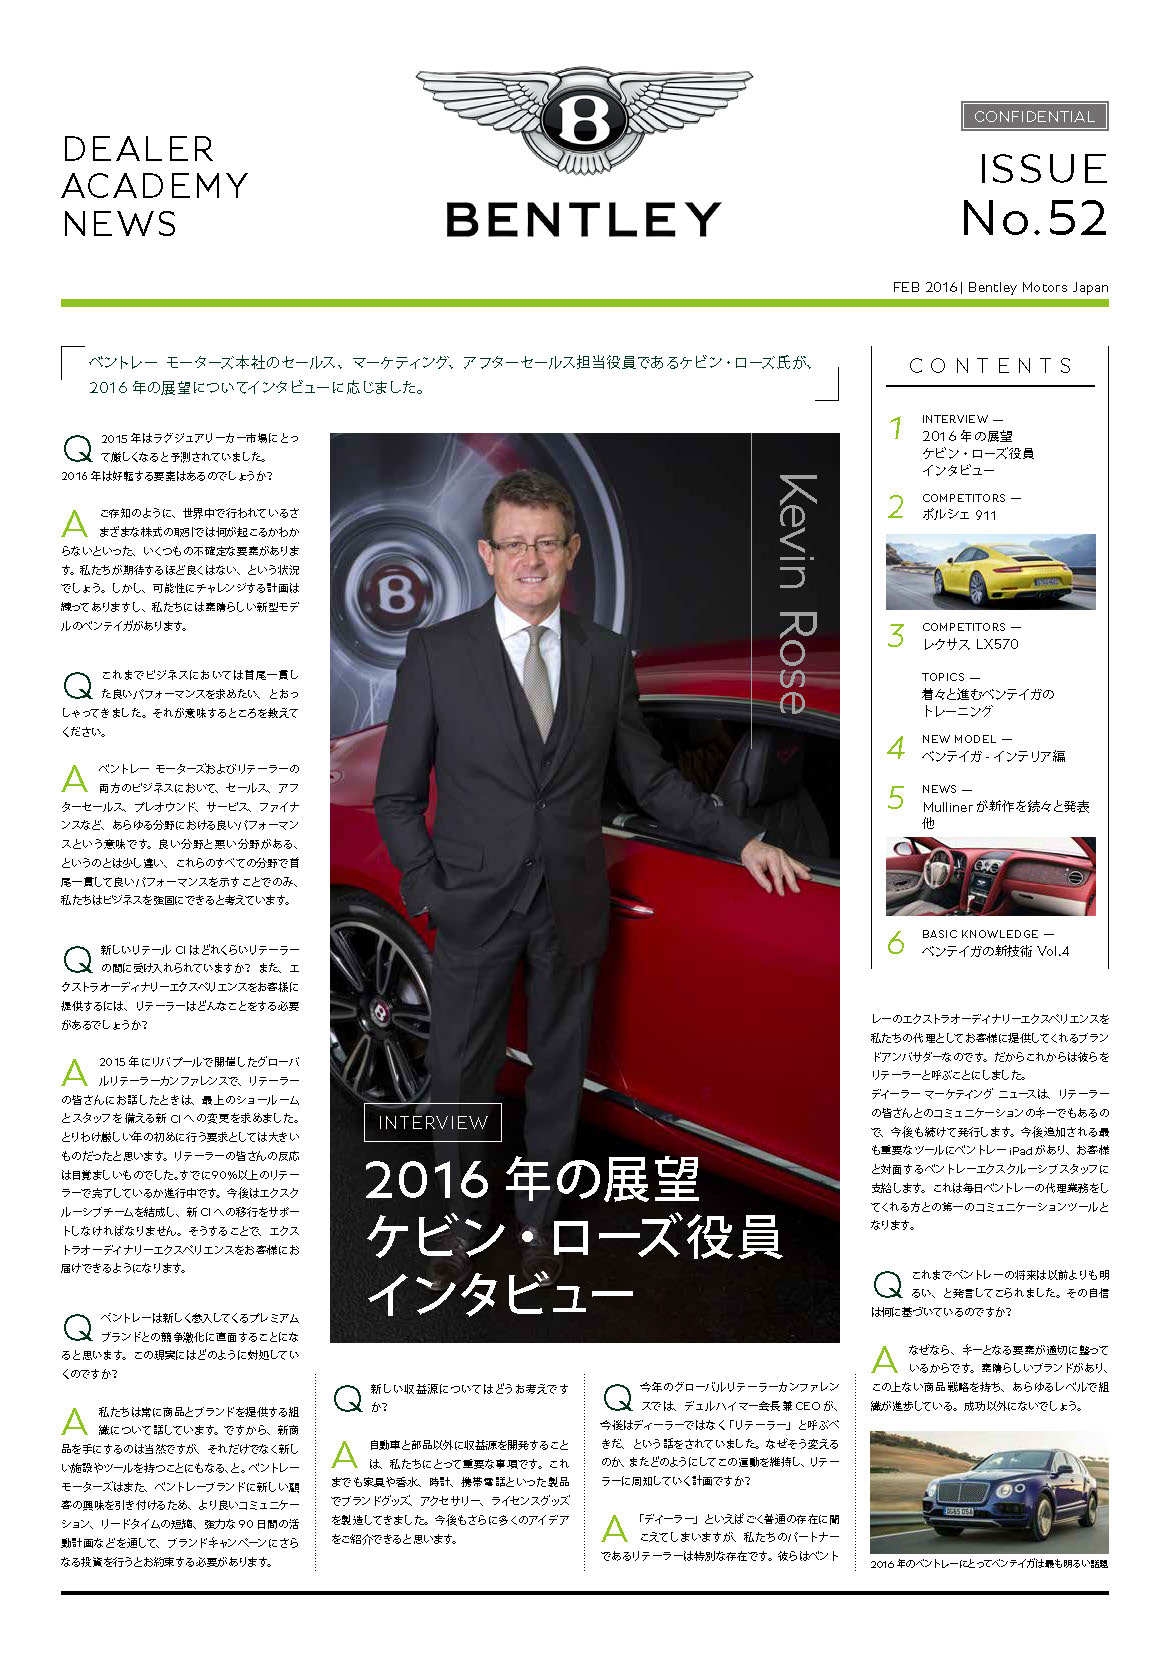 DEALER
ACADEMY
NEWS
B
BENTLEY
CONFIDENTIAL
ISSUE
No.52
FEB 2016| Bentley Motors Japan
ベントレー モーターズ本社のセールス、マーケティング、アフターセールス担当役員であるケビン・ローズ氏が、
2016 年の展望についてインタビューに応じました。
Q 2015年はラグジュアリーカー市場にとっ
て厳しくなると予測されていました。
2016 年は好転する要素はあるのでしょうか?
A ご存知のように、世界中で行われているさ
まざまな株式の取引では何が起こるかわか
らないといった、いくつもの不確定な要素がありま
す。私たちが期待するほど良くはない、という状況
でしょう。しかし、可能性にチャレンジする計画は
練ってありますし、私たちには素晴らしい新型モデ
ルのベンテイガがあります。
Q これまでビジネスにおいては首尾一貫し
た良いパフォーマンスを求めたい、とおっ
しゃってきました。それが意味するところを教えて
ください。
A ベントレー モーターズおよびリテーラーの
両方のビジネスにおいて、セールス、アフ
ターセールス、プレオウンド、サービス、ファイナ
ンスなど、あらゆる分野における良いパフォーマン
スという意味です。良い分野と悪い分野がある、
というのとは少し違い、これらのすべての分野で首
尾一貫して良いパフォーマンスを示すことでのみ、
私たちはビジネスを強固にできると考えています。
Q 新しいリテール CI はどれくらいリテーラー
の間に受け入れられていますか? また、エ
クストラオーディナリーエクスペリエンスをお客様に
提供するには、リテーラーはどんなことをする必要
があるでしょうか?
A 2015 年にリバプールで開催したグローバ
ルリテーラーカンファレンスで、リテーラー
の皆さんにお話したときは、最上のショールーム
とスタッフを備える新 CI への変更を求めました。
とりわけ厳しい年の初めに行う要求としては大きい
ものだったと思います。リテーラーの皆さんの反応
は目覚ましいものでした。すでに90%以上のリテー
ラーで完了しているか進行中です。今後はエクスク
ルーシブチームを結成し、新 CI への移行をサポー
トしなければなりません。そうすることで、エクス
トラオーディナリーエクスペリエンスをお客様にお
届けできるようになります。
Q ベントレーは新しく参入してくるプレミアム
ブランドとの競争激化に直面することにな
ると思います。この現実にはどのように対処してい
くのですか?
A 私たちは常に商品とブランドを提供する組
織について話しています。ですから、新商
品を手にするのは当然ですが、それだけでなく新し
い施設やツールを持つことにもなる、と。ベントレー
モーターズはまた、ベントレーブランドに新しい顧
客の興味を引き付けるため、より良いコミュニケー
ション、リードタイムの短縮、強力な 90 日間の活
動計画などを通して、ブランドキャンペーンにさら
なる投資を行うとお約束する必要があります。
Kevin Rose
INTERVIEW
2016 年の展望
ケビン・ローズ役員
インタビュー
Q 新しい収益源についてはどうお考えです
か?
A 自動車と部品以外に収益源を開発すること
は、私たちにとって重要な事項です。これ
までも家具や香水、時計、携帯電話といった製品
でブランドグッズ、アクセサリー、ライセンスグッズ
を製造してきました。今後もさらに多くのアイデア
をご紹介できると思います。
Q 今年のグローバルリテーラーカンファレン
スでは、デュルハイマー会長兼 CEO が、
今後はディーラーではなく「リテーラー」と呼ぶべ
きだ、という話をされていました。なぜそう変える
のか、またどのようにしてこの運動を維持し、リテー
ラーに周知していく計画ですか?
A 「ディーラー」といえばごく普通の存在に聞
こえてしまいますが、私たちのパートナー
であるリテーラーは特別な存在です。彼らはベント
CONTENTS
1 INTERVIEW —
2016 年の展望
ケビン・ローズ役員
インタビュー
2 COMPETITORS —
ポルシェ 911
3 COMPETITORS —
レクサス LX570
TOPICS —
着々と進むベンテイガの
トレーニング
4 NEW MODEL —
ベンテイガ - インテリア編
5 NEWS —
Mulliner が新作を続々と発表
他
6 BASIC KNOWLEDGE —
ベンテイガの新技術 Vol.4
レーのエクストラオーディナリーエクスペリエンスを
私たちの代理としてお客様に提供してくれるブラン
ドアンバサダーなのです。だからこれからは彼らを
リテーラーと呼ぶことにしました。
ディーラー マーケティング ニュースは、リテーラー
の皆さんとのコミュニケーションのキーでもあるの
で、今後も続けて発行します。今後追加される最
も重要なツールにベントレー iPad があり、お客様
と対面するベントレーエクスクルーシブスタッフに
支給します。これは毎日ベントレーの代理業務をし
てくれる方との第一のコミュニケーションツールと
なります。
Q これまでベントレーの将来は以前よりも明
るい、と発言してこられました。その自信
は何に基づいているのですか?
A なぜなら、キーとなる要素が適切に整って
いるからです。素晴らしいブランドがあり、
この上ない商品戦略を持ち、あらゆるレベルで組
織が進歩している。成功以外にないでしょう。
2016 年のベントレーにとってベンテイガは最も明るい話題